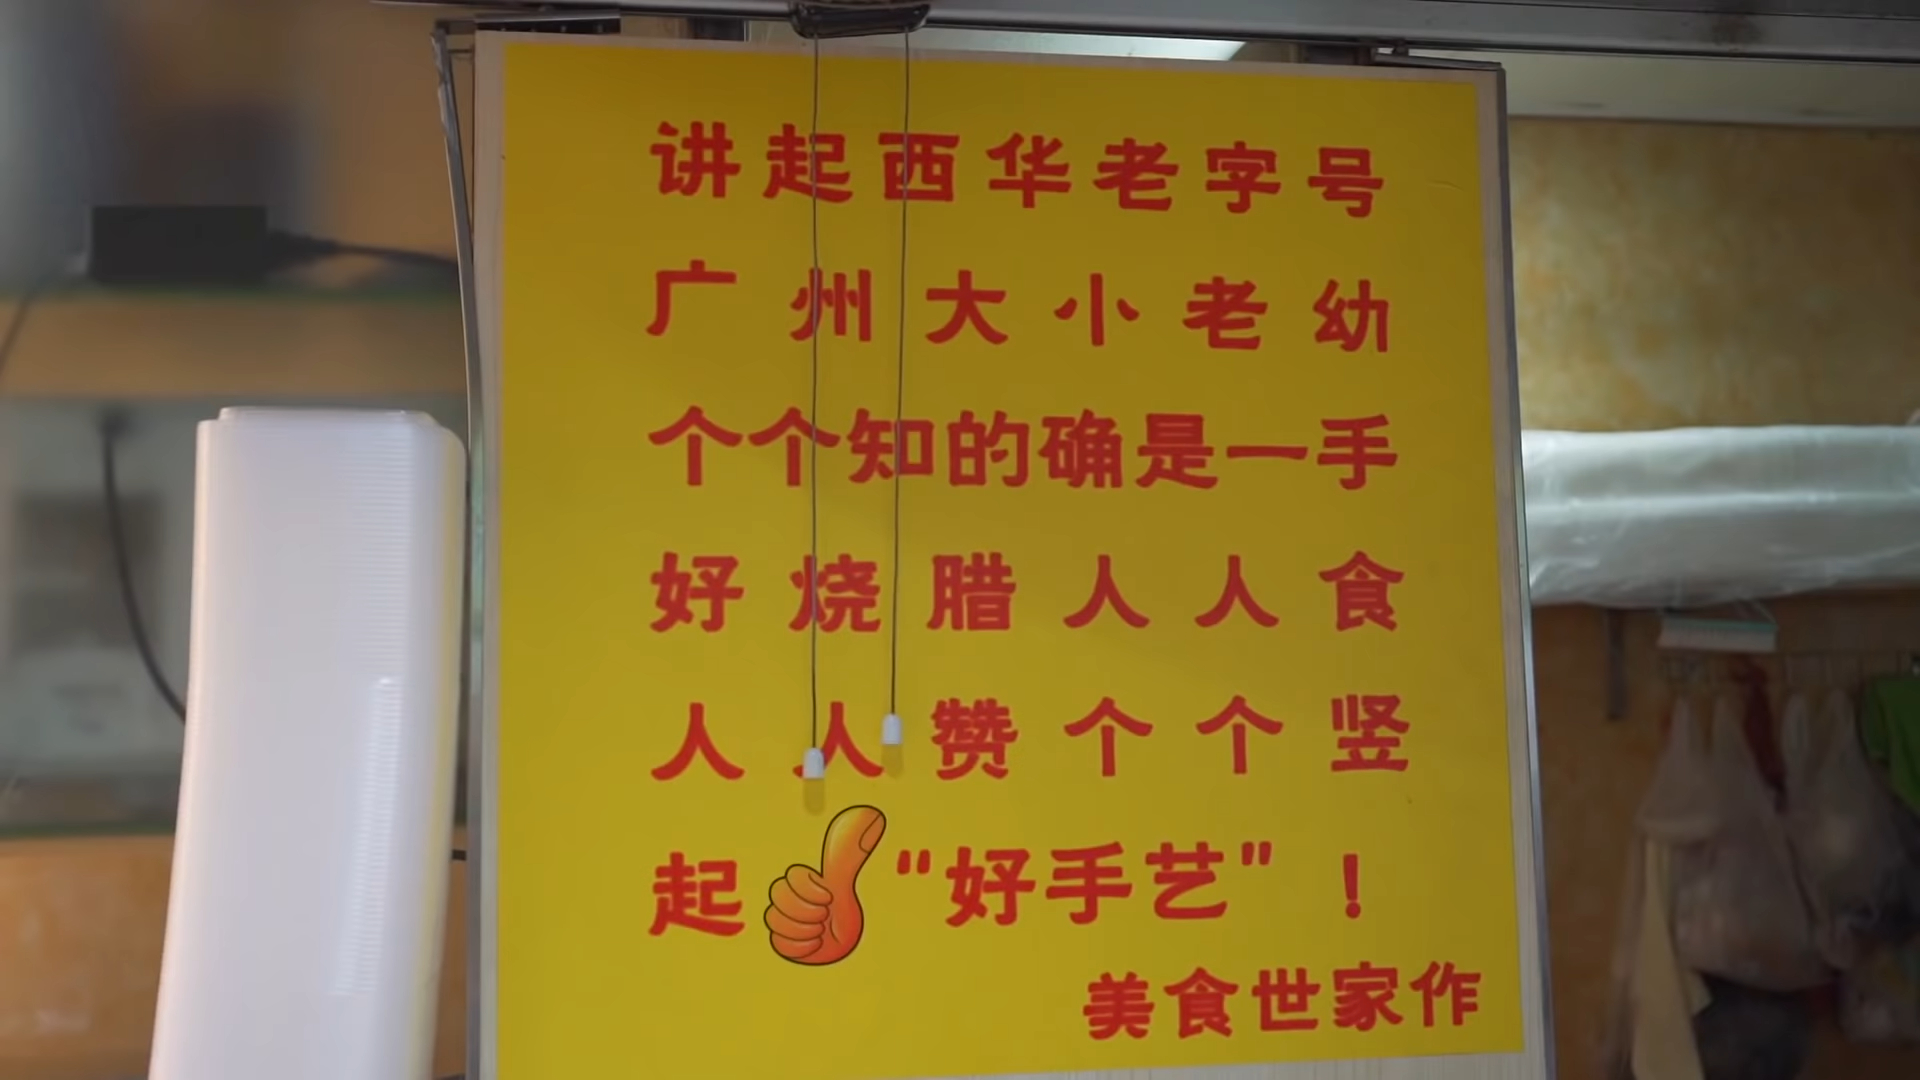 讲起西华老字号
广州大小老幼
个个知的确是一手
好烧腊人人食
人人赞个个竖
起“好手艺”！
美食世家作